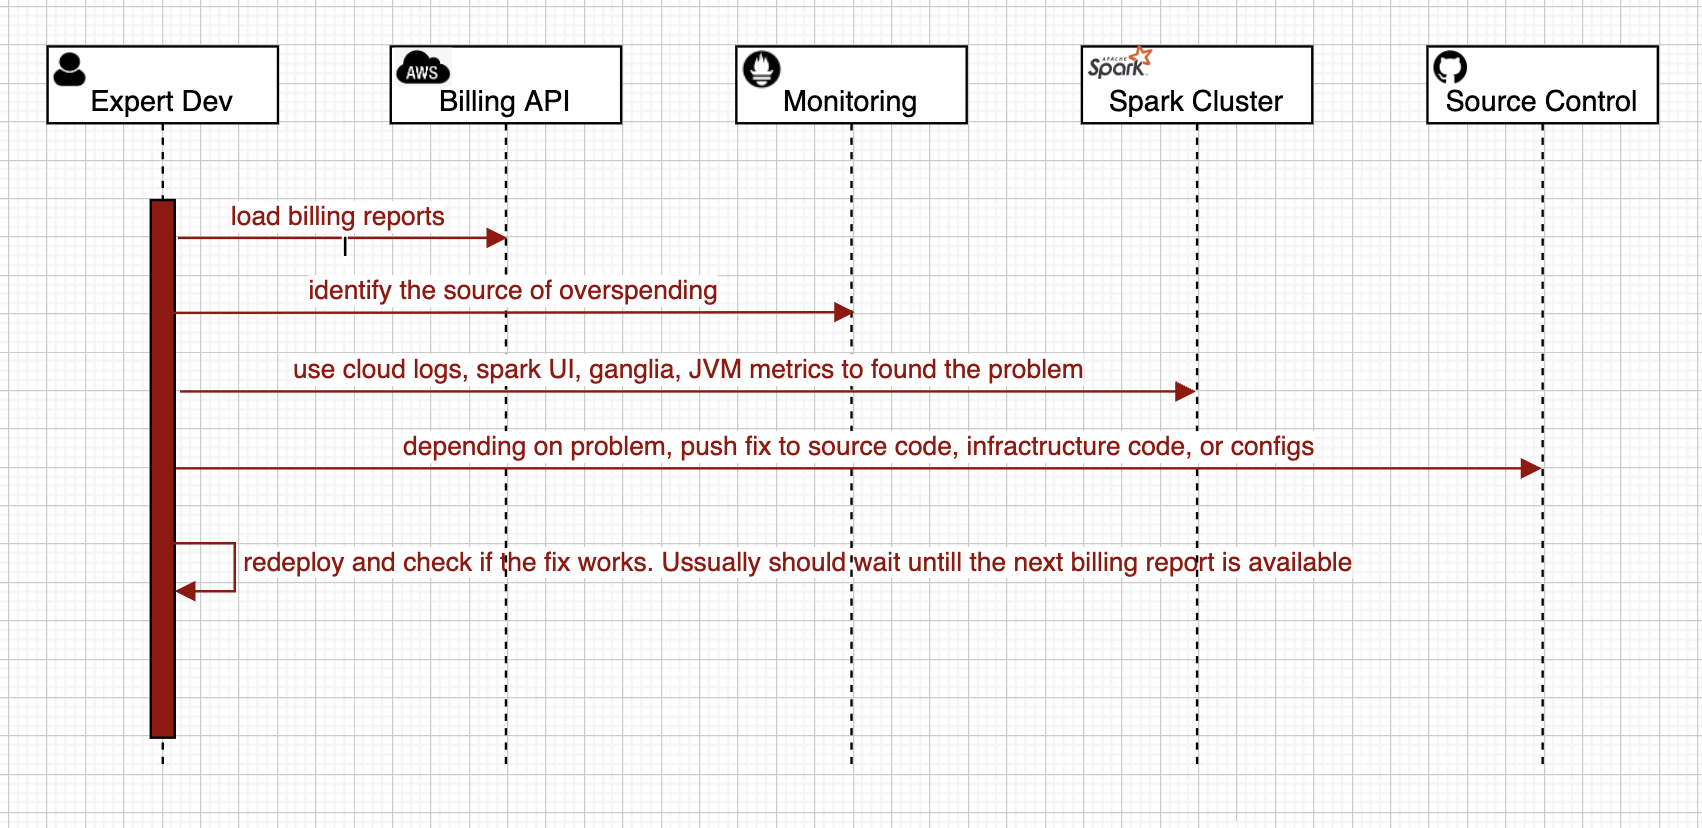 Expert Dev
AWS
Billing API
Monitoring
APACHE
Spark
Spark Cluster
Source Control
load billing reports
identify the source of overspending
use cloud logs, spark UI, ganglia, JVM metrics to found the problem
depending on problem, push fix to source code, infractructure code, or configs
redeploy and check if the fix works. Ussually should wait untill the next billing report is available